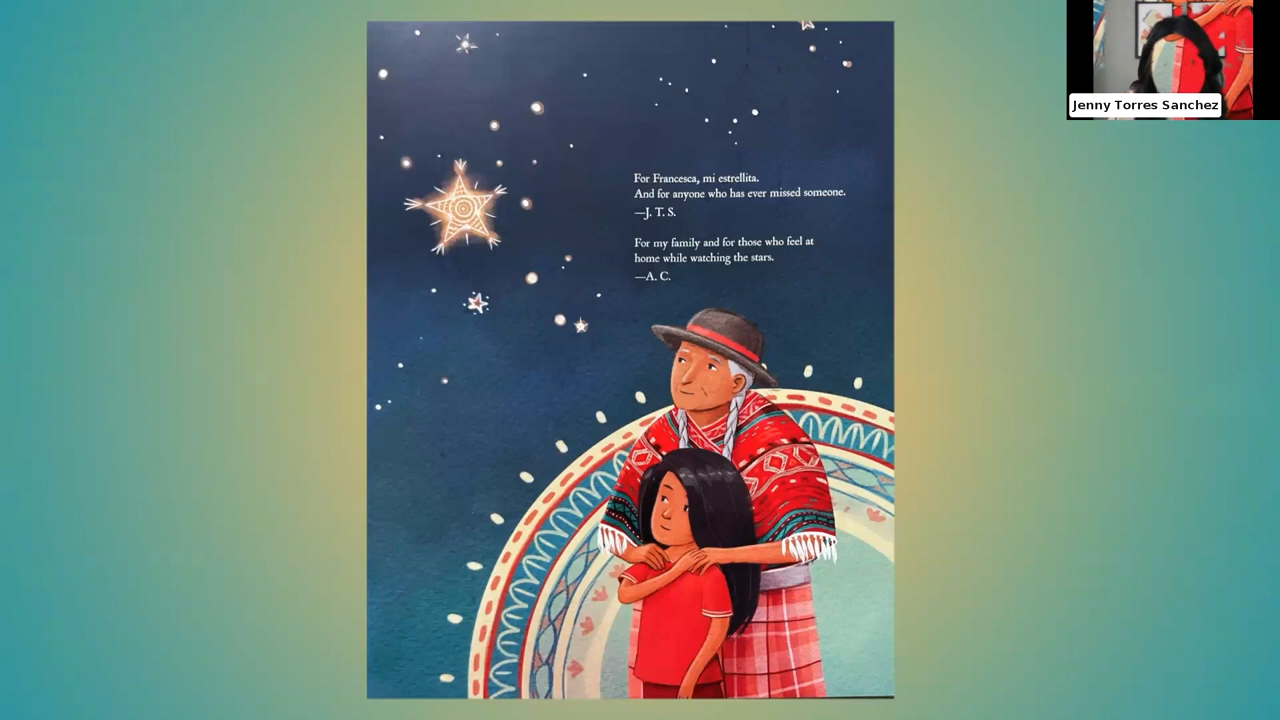 Jenny Torres Sanchez
For Francesca, mi estrellita.
And for anyone who has ever missed someone.
—J. T. S.
For my family and for those who feel at
home while watching the stars.
—A. C.